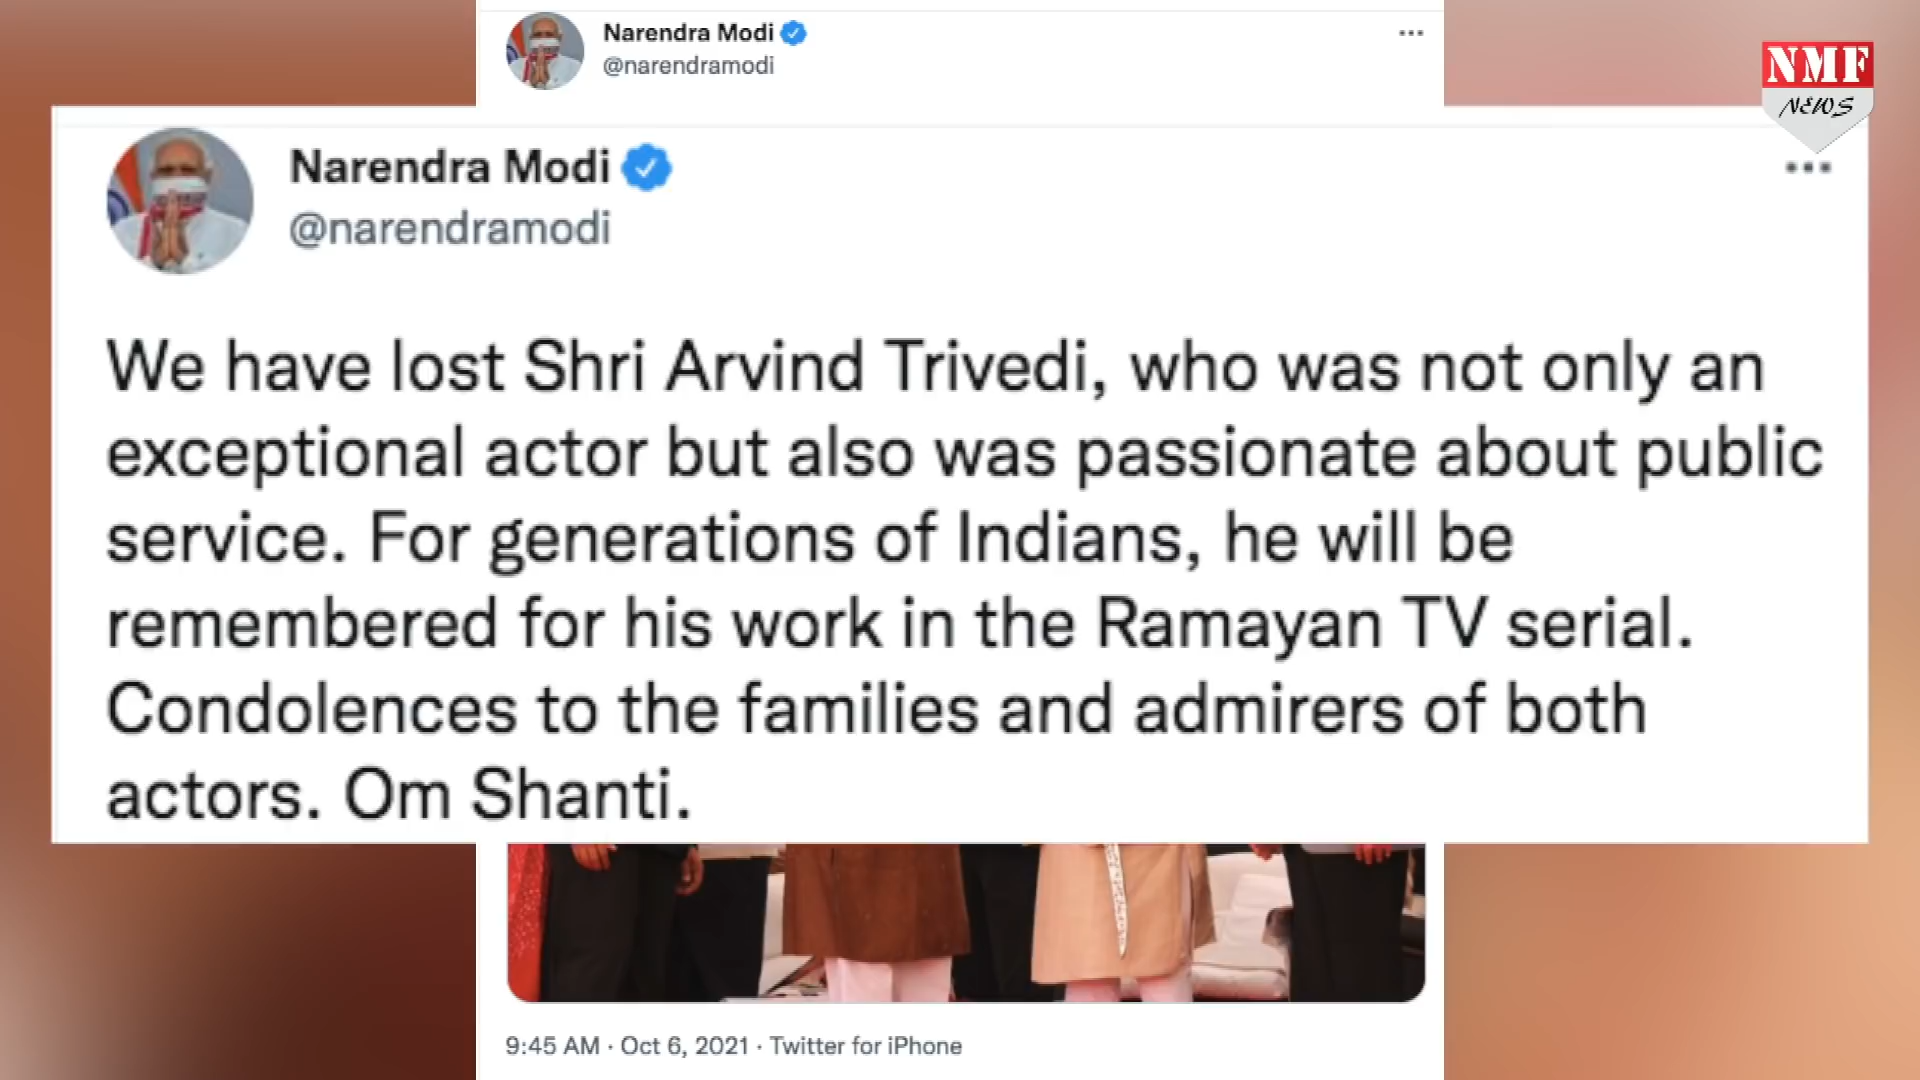 Narendra Modi
@narendramodi
NMF
NEWS
Narendra Modi
@narendramodi
We have lost Shri Arvind Trivedi, who was not only an
exceptional actor but also was passionate about public
service. For generations of Indians, he will be
remembered for his work in the Ramayan TV serial.
Condolences to the families and admirers of both
actors. Om Shanti.
9:45 AM · Oct 6, 2021 · Twitter for iPhone